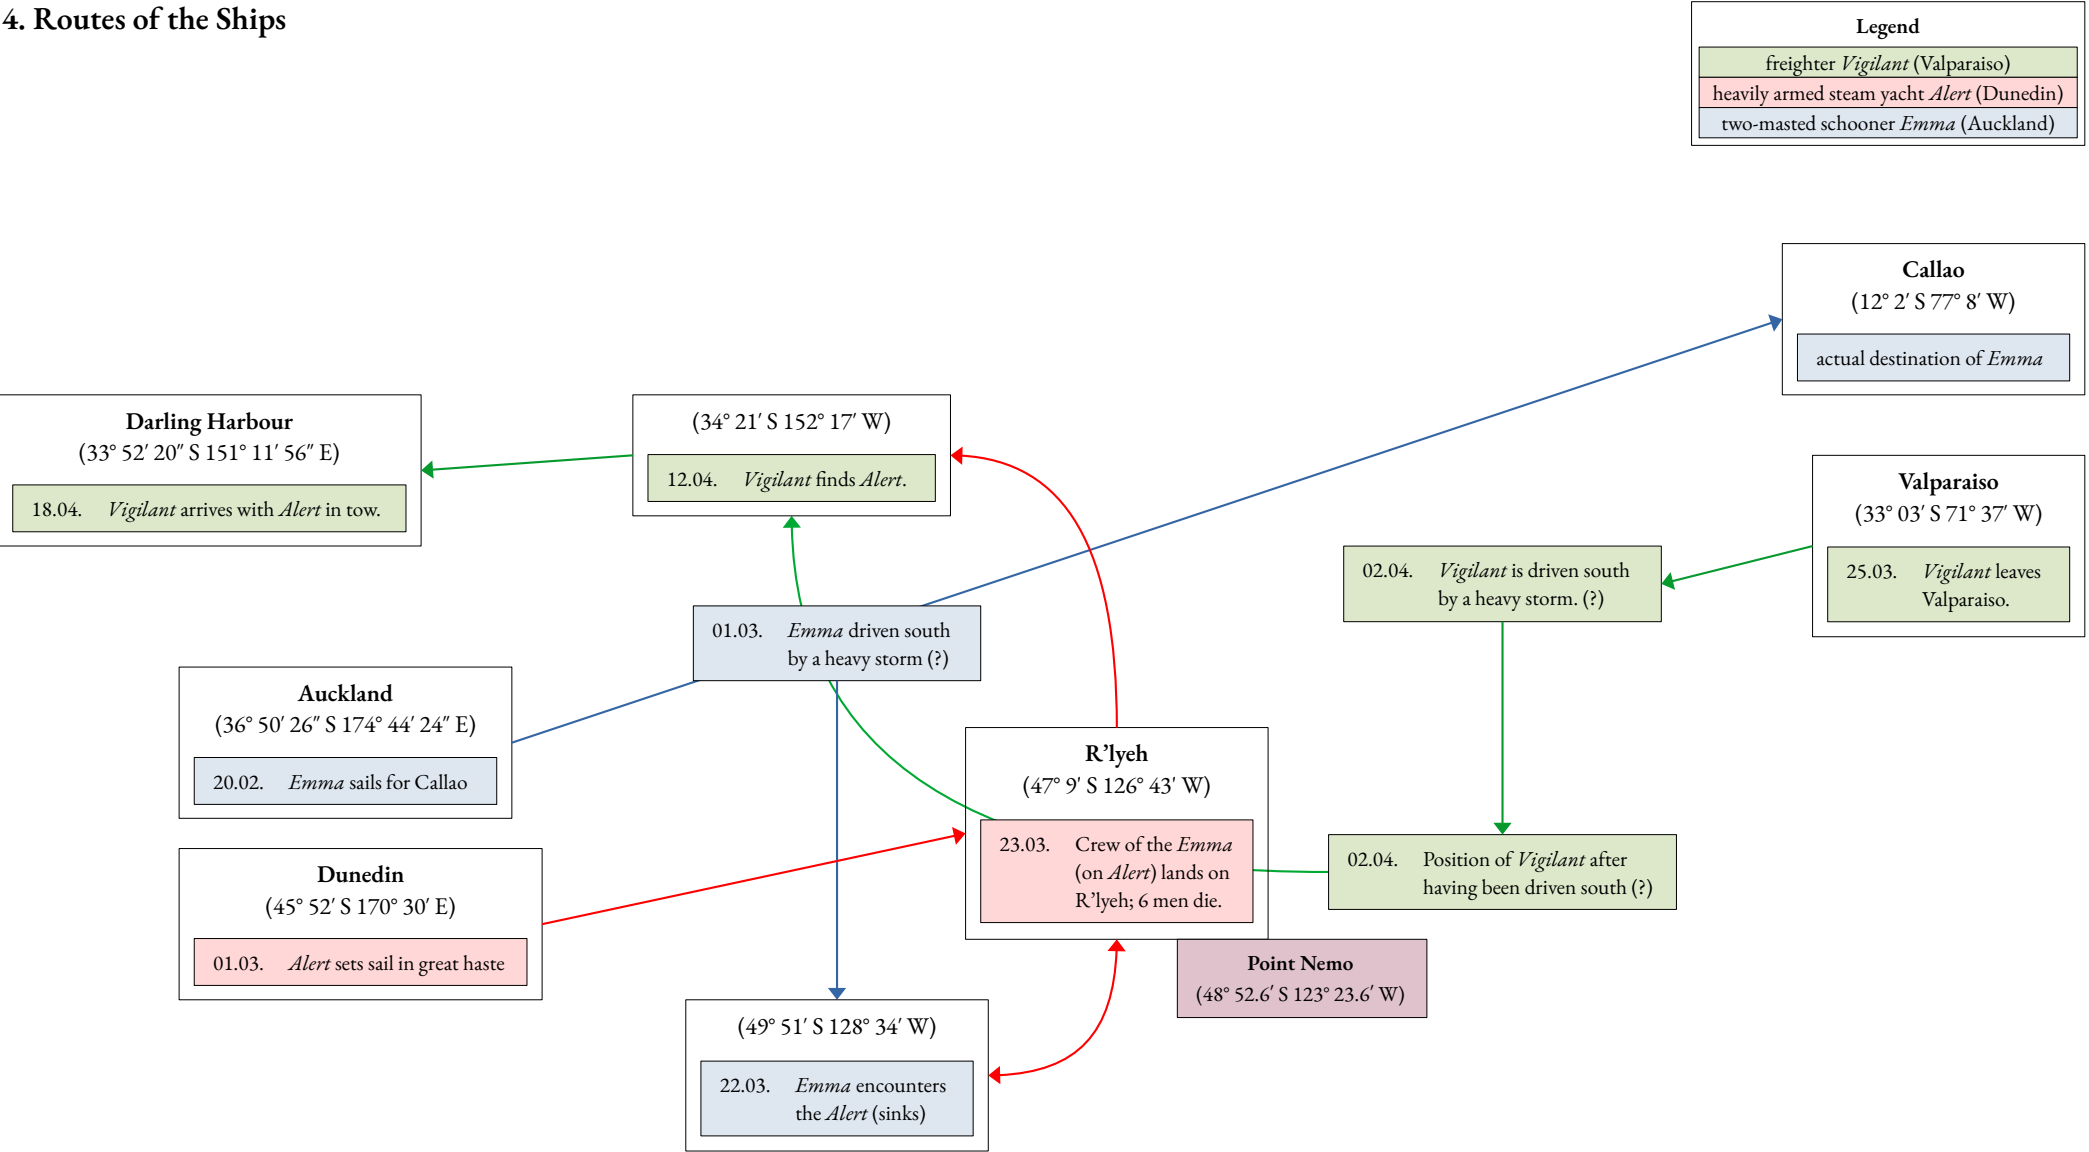 4. Routes of the Ships
Legend
freighter Vigilant (Valparaiso)
heavily armed steam yacht Alert (Dunedin)
two-masted schooner Emma (Auckland)
Callao
(12° 2′ S 77° 8′ W)
actual destination of Emma
Darling Harbour
(33° 52′ 20″ S 151° 11′ 56″ E)
18.04. Vigilant arrives with Alert in tow.
(34° 21′ S 152° 17′ W)
12.04. Vigilant finds Alert.
Valparaiso
(33° 03′ S 71° 37′ W)
25.03. Vigilant leaves
Valparaiso.
02.04. Vigilant is driven south
by a heavy storm. (?)
01.03. Emma driven south
by a heavy storm (?)
Auckland
(36° 50′ 26″ S 174° 44′ 24″ E)
20.02. Emma sails for Callao
R’lyeh
(47° 9′ S 126° 43′ W)
23.03. Crew of the Emma
(on Alert) lands on
R’lyeh; 6 men die.
02.04. Position of Vigilant after
having been driven south (?)
Dunedin
(45° 52′ S 170° 30′ E)
01.03. Alert sets sail in great haste
Point Nemo
(48° 52.6′ S 123° 23.6′ W)
(49° 51′ S 128° 34′ W)
22.03. Emma encounters
the Alert (sinks)